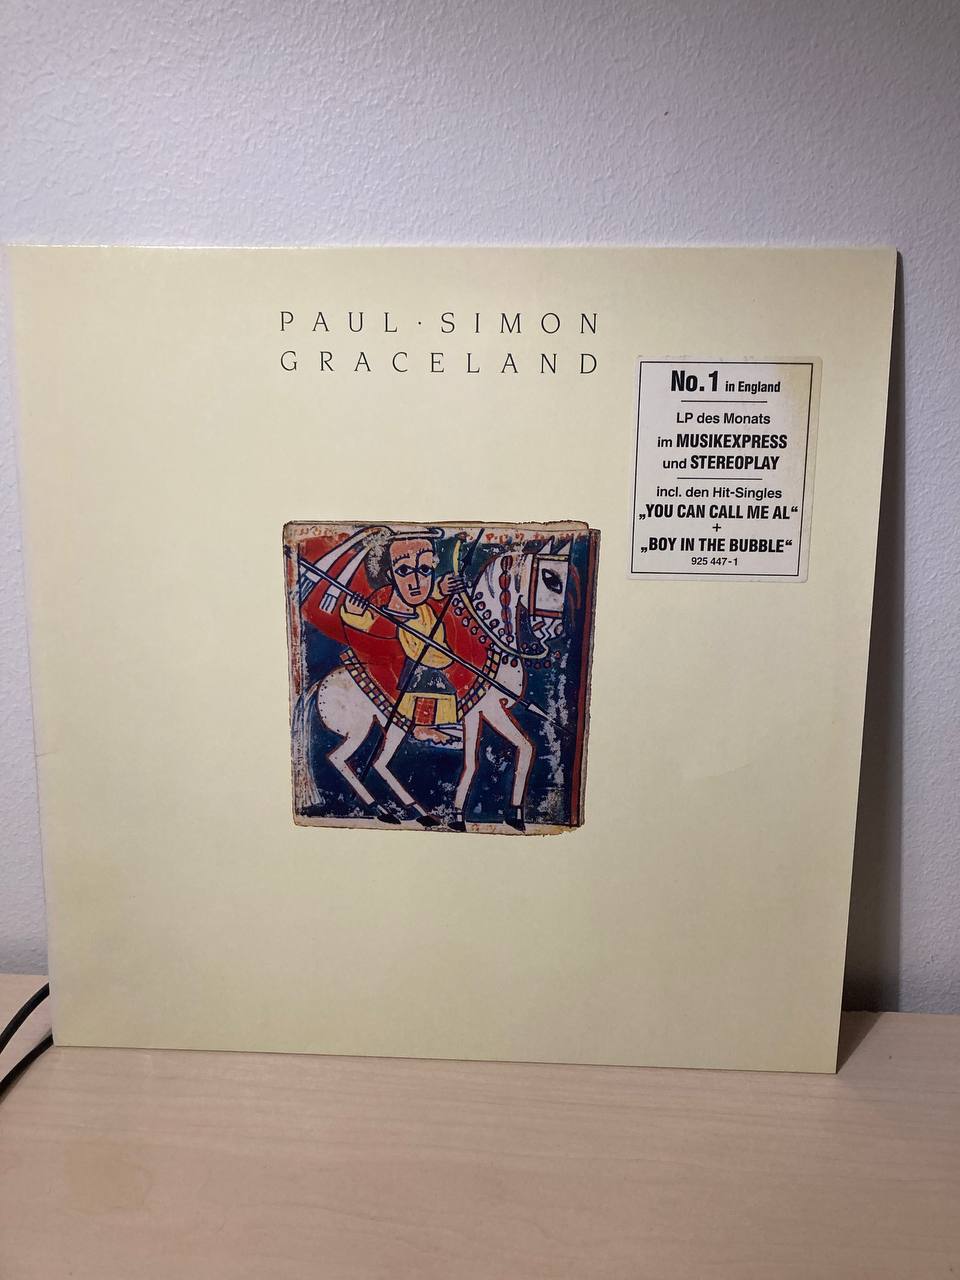 PAUL · SIMON
GRACELAND
No.1 in England
LP des Monats
im MUSIKEXPRESS
und STEREOPLAY
incl. den Hit-Singles
„YOU CAN CALL ME AL“
+
„BOY IN THE BUBBLE“
925 447-1